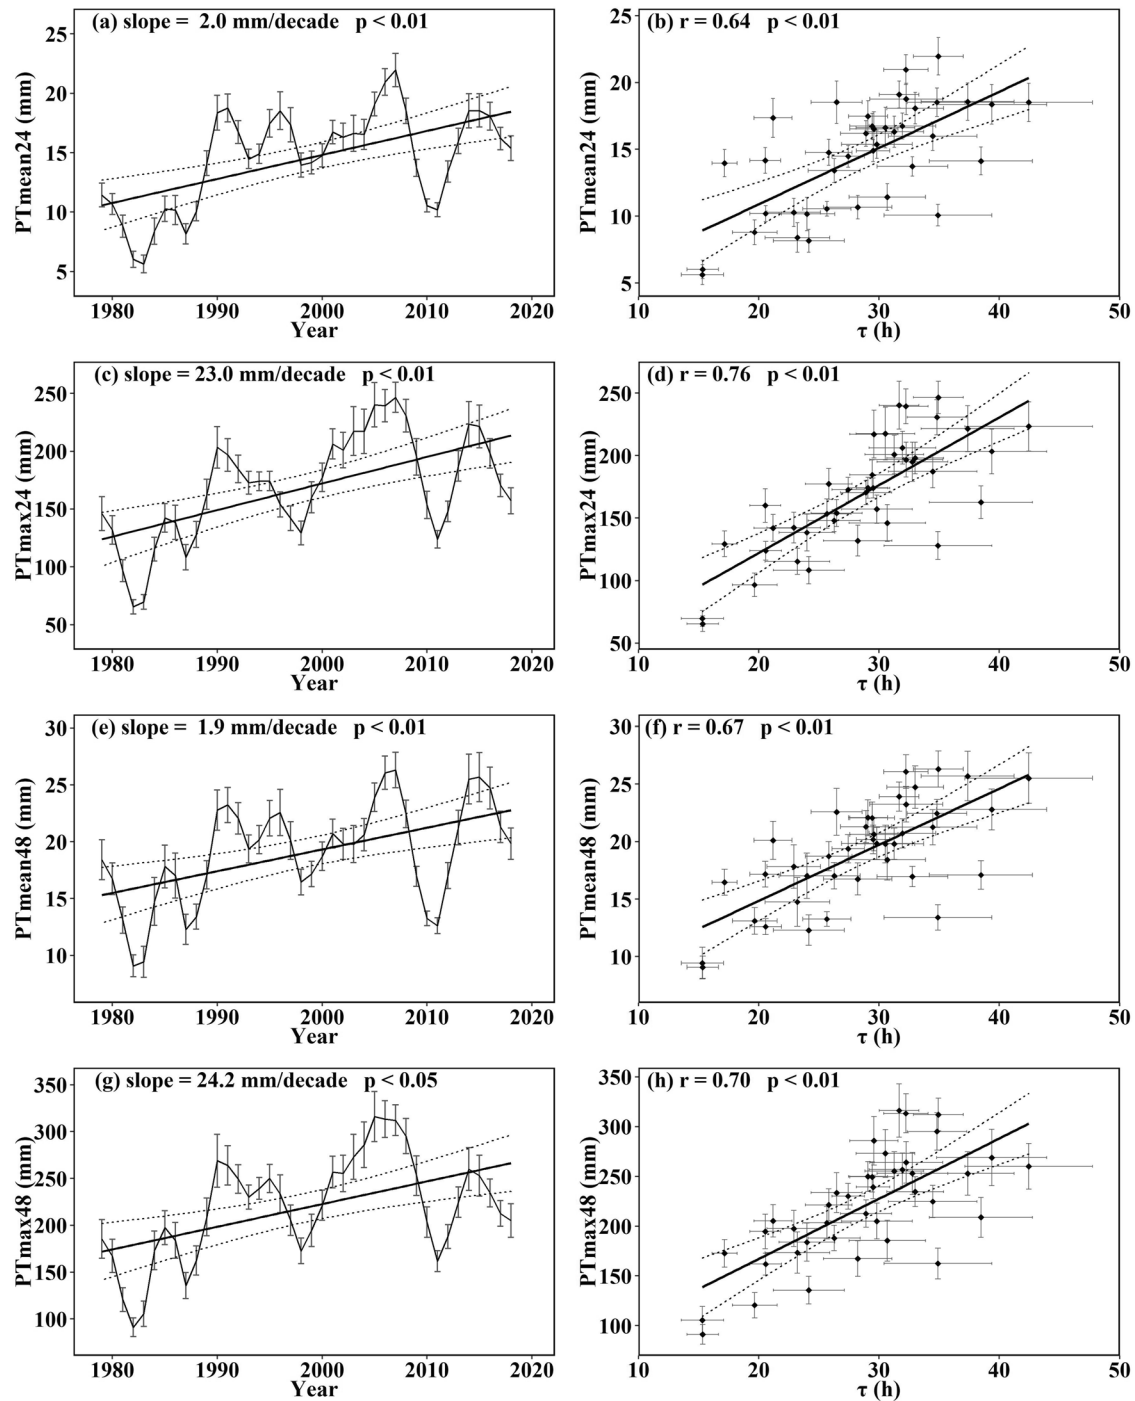 (a) slope = 2.0 mm/decade p < 0.01
PTmean24 (mm)
25
20
15
10
5
1980 1990 2000 2010 2020
Year
(b) r = 0.64 p < 0.01
PTmean24 (mm)
25
20
15
10
5
10 20 30 40 50
τ (h)
(c) slope = 23.0 mm/decade p < 0.01
PTmax24 (mm)
250
200
150
100
50
1980 1990 2000 2010 2020
Year
(d) r = 0.76 p < 0.01
PTmax24 (mm)
250
200
150
100
50
10 20 30 40 50
τ (h)
(e) slope = 1.9 mm/decade p < 0.01
PTmean48 (mm)
30
25
20
15
10
1980 1990 2000 2010 2020
Year
(f) r = 0.67 p < 0.01
PTmean48 (mm)
30
25
20
15
10
10 20 30 40 50
τ (h)
(g) slope = 24.2 mm/decade p < 0.05
PTmax48 (mm)
350
300
250
200
150
100
1980 1990 2000 2010 2020
Year
(h) r = 0.70 p < 0.01
PTmax48 (mm)
350
300
250
200
150
100
10 20 30 40 50
τ (h)